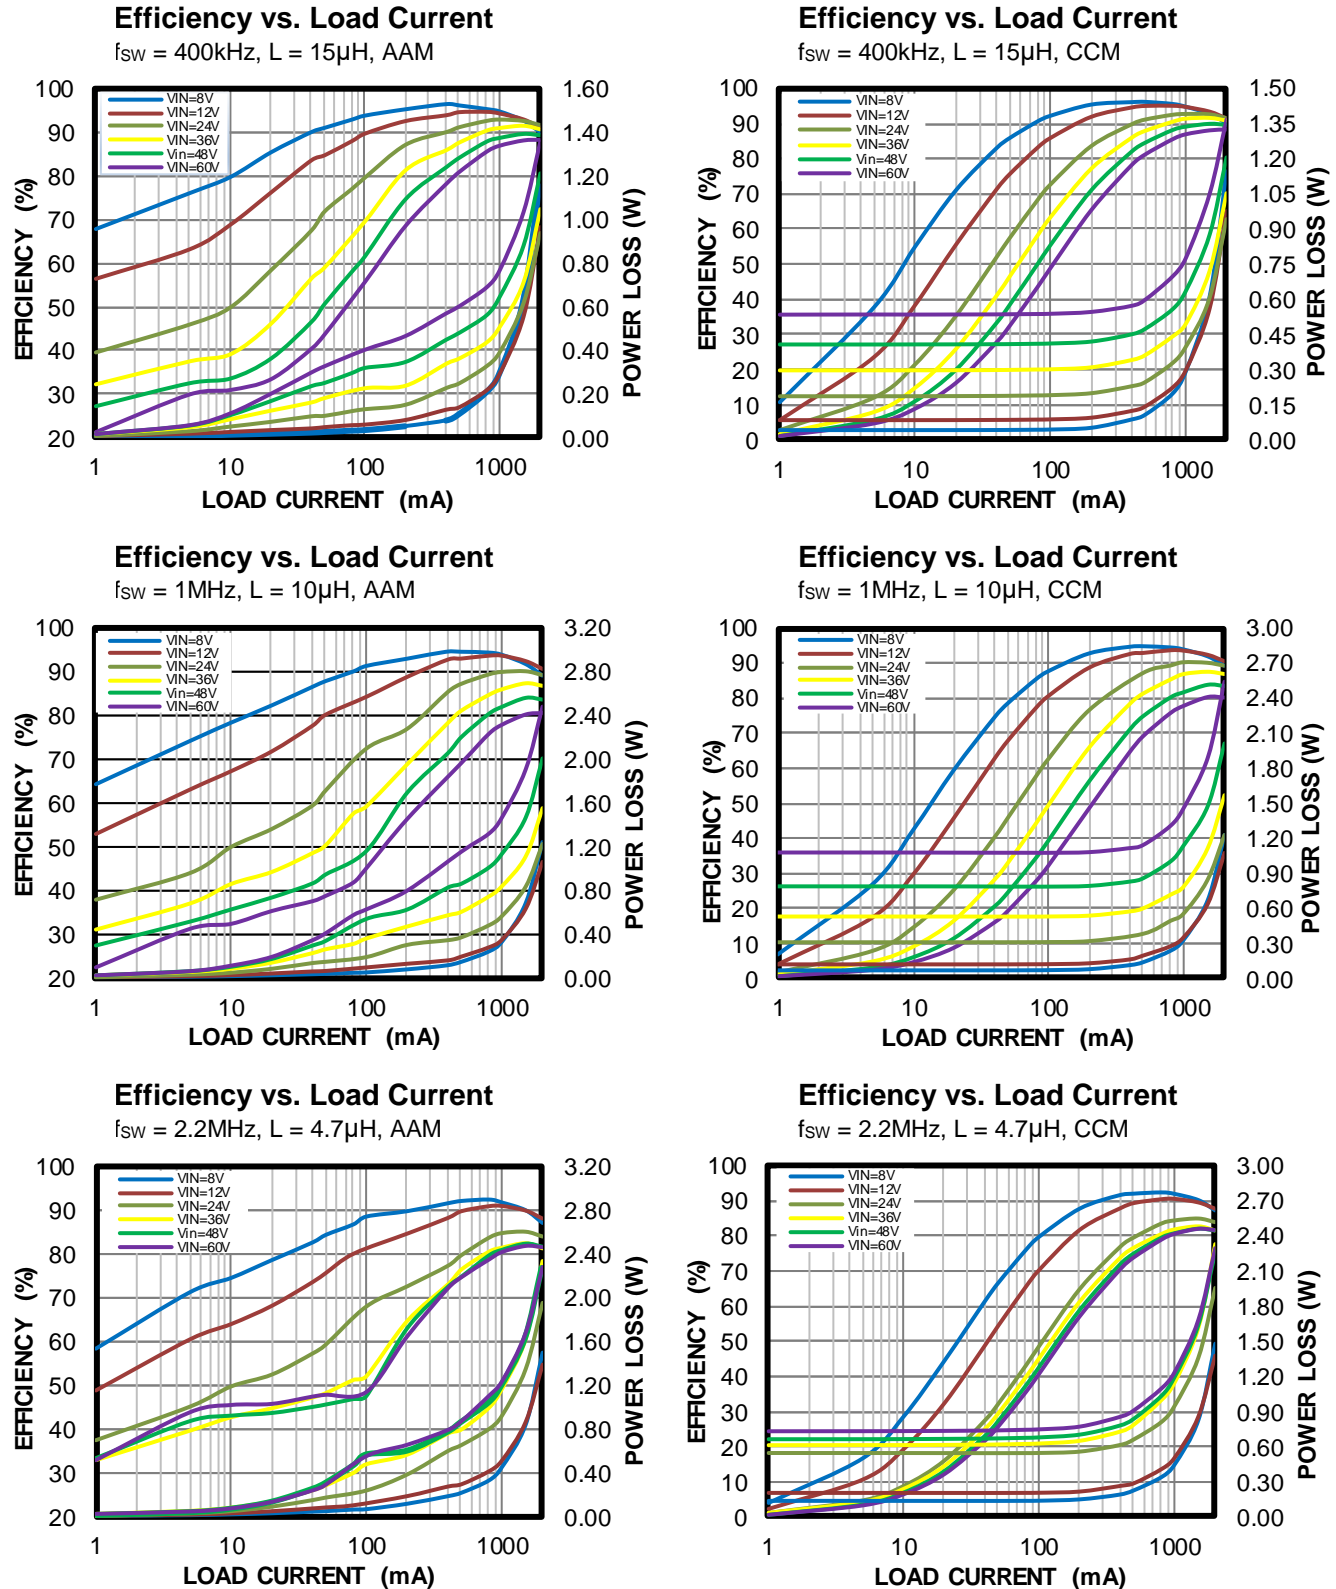 Efficiency vs. Load Current
fSW = 400kHz, L = 15µH, AAM
EFFICIENCY (%)
100
90
80
70
60
50
40
30
20
VIN=8V
VIN=12V
VIN=24V
VIN=36V
Vin=48V
VIN=60V
1.60
1.40
1.20
1.00
0.80
0.60
0.40
0.20
0.00
POWER LOSS (W)
1 10 100 1000
LOAD CURRENT (mA)
Efficiency vs. Load Current
fSW = 400kHz, L = 15µH, CCM
EFFICIENCY (%)
100
90
80
70
60
50
40
30
20
10
0
VIN=8V
VIN=12V
VIN=24V
VIN=36V
Vin=48V
VIN=60V
1.50
1.35
1.20
1.05
0.90
0.75
0.60
0.45
0.30
0.15
0.00
POWER LOSS (W)
1 10 100 1000
LOAD CURRENT (mA)
Efficiency vs. Load Current
fSW = 1MHz, L = 10µH, AAM
EFFICIENCY (%)
100
90
80
70
60
50
40
30
20
VIN=8V
VIN=12V
VIN=24V
VIN=36V
Vin=48V
VIN=60V
3.20
2.80
2.40
2.00
1.60
1.20
0.80
0.40
0.00
POWER LOSS (W)
1 10 100 1000
LOAD CURRENT (mA)
Efficiency vs. Load Current
fSW = 1MHz, L = 10µH, CCM
EFFICIENCY (%)
100
90
80
70
60
50
40
30
20
10
0
VIN=8V
VIN=12V
VIN=24V
VIN=36V
Vin=48V
VIN=60V
3.00
2.70
2.40
2.10
1.80
1.50
1.20
0.90
0.60
0.30
0.00
POWER LOSS (W)
1 10 100 1000
LOAD CURRENT (mA)
Efficiency vs. Load Current
fSW = 2.2MHz, L = 4.7µH, AAM
EFFICIENCY (%)
100
90
80
70
60
50
40
30
20
VIN=8V
VIN=12V
VIN=24V
VIN=36V
Vin=48V
VIN=60V
3.20
2.80
2.40
2.00
1.60
1.20
0.80
0.40
0.00
POWER LOSS (W)
1 10 100 1000
LOAD CURRENT (mA)
Efficiency vs. Load Current
fSW = 2.2MHz, L = 4.7µH, CCM
EFFICIENCY (%)
100
90
80
70
60
50
40
30
20
10
0
VIN=8V
VIN=12V
VIN=24V
VIN=36V
Vin=48V
VIN=60V
3.00
2.70
2.40
2.10
1.80
1.50
1.20
0.90
0.60
0.30
0.00
POWER LOSS (W)
1 10 100 1000
LOAD CURRENT (mA)